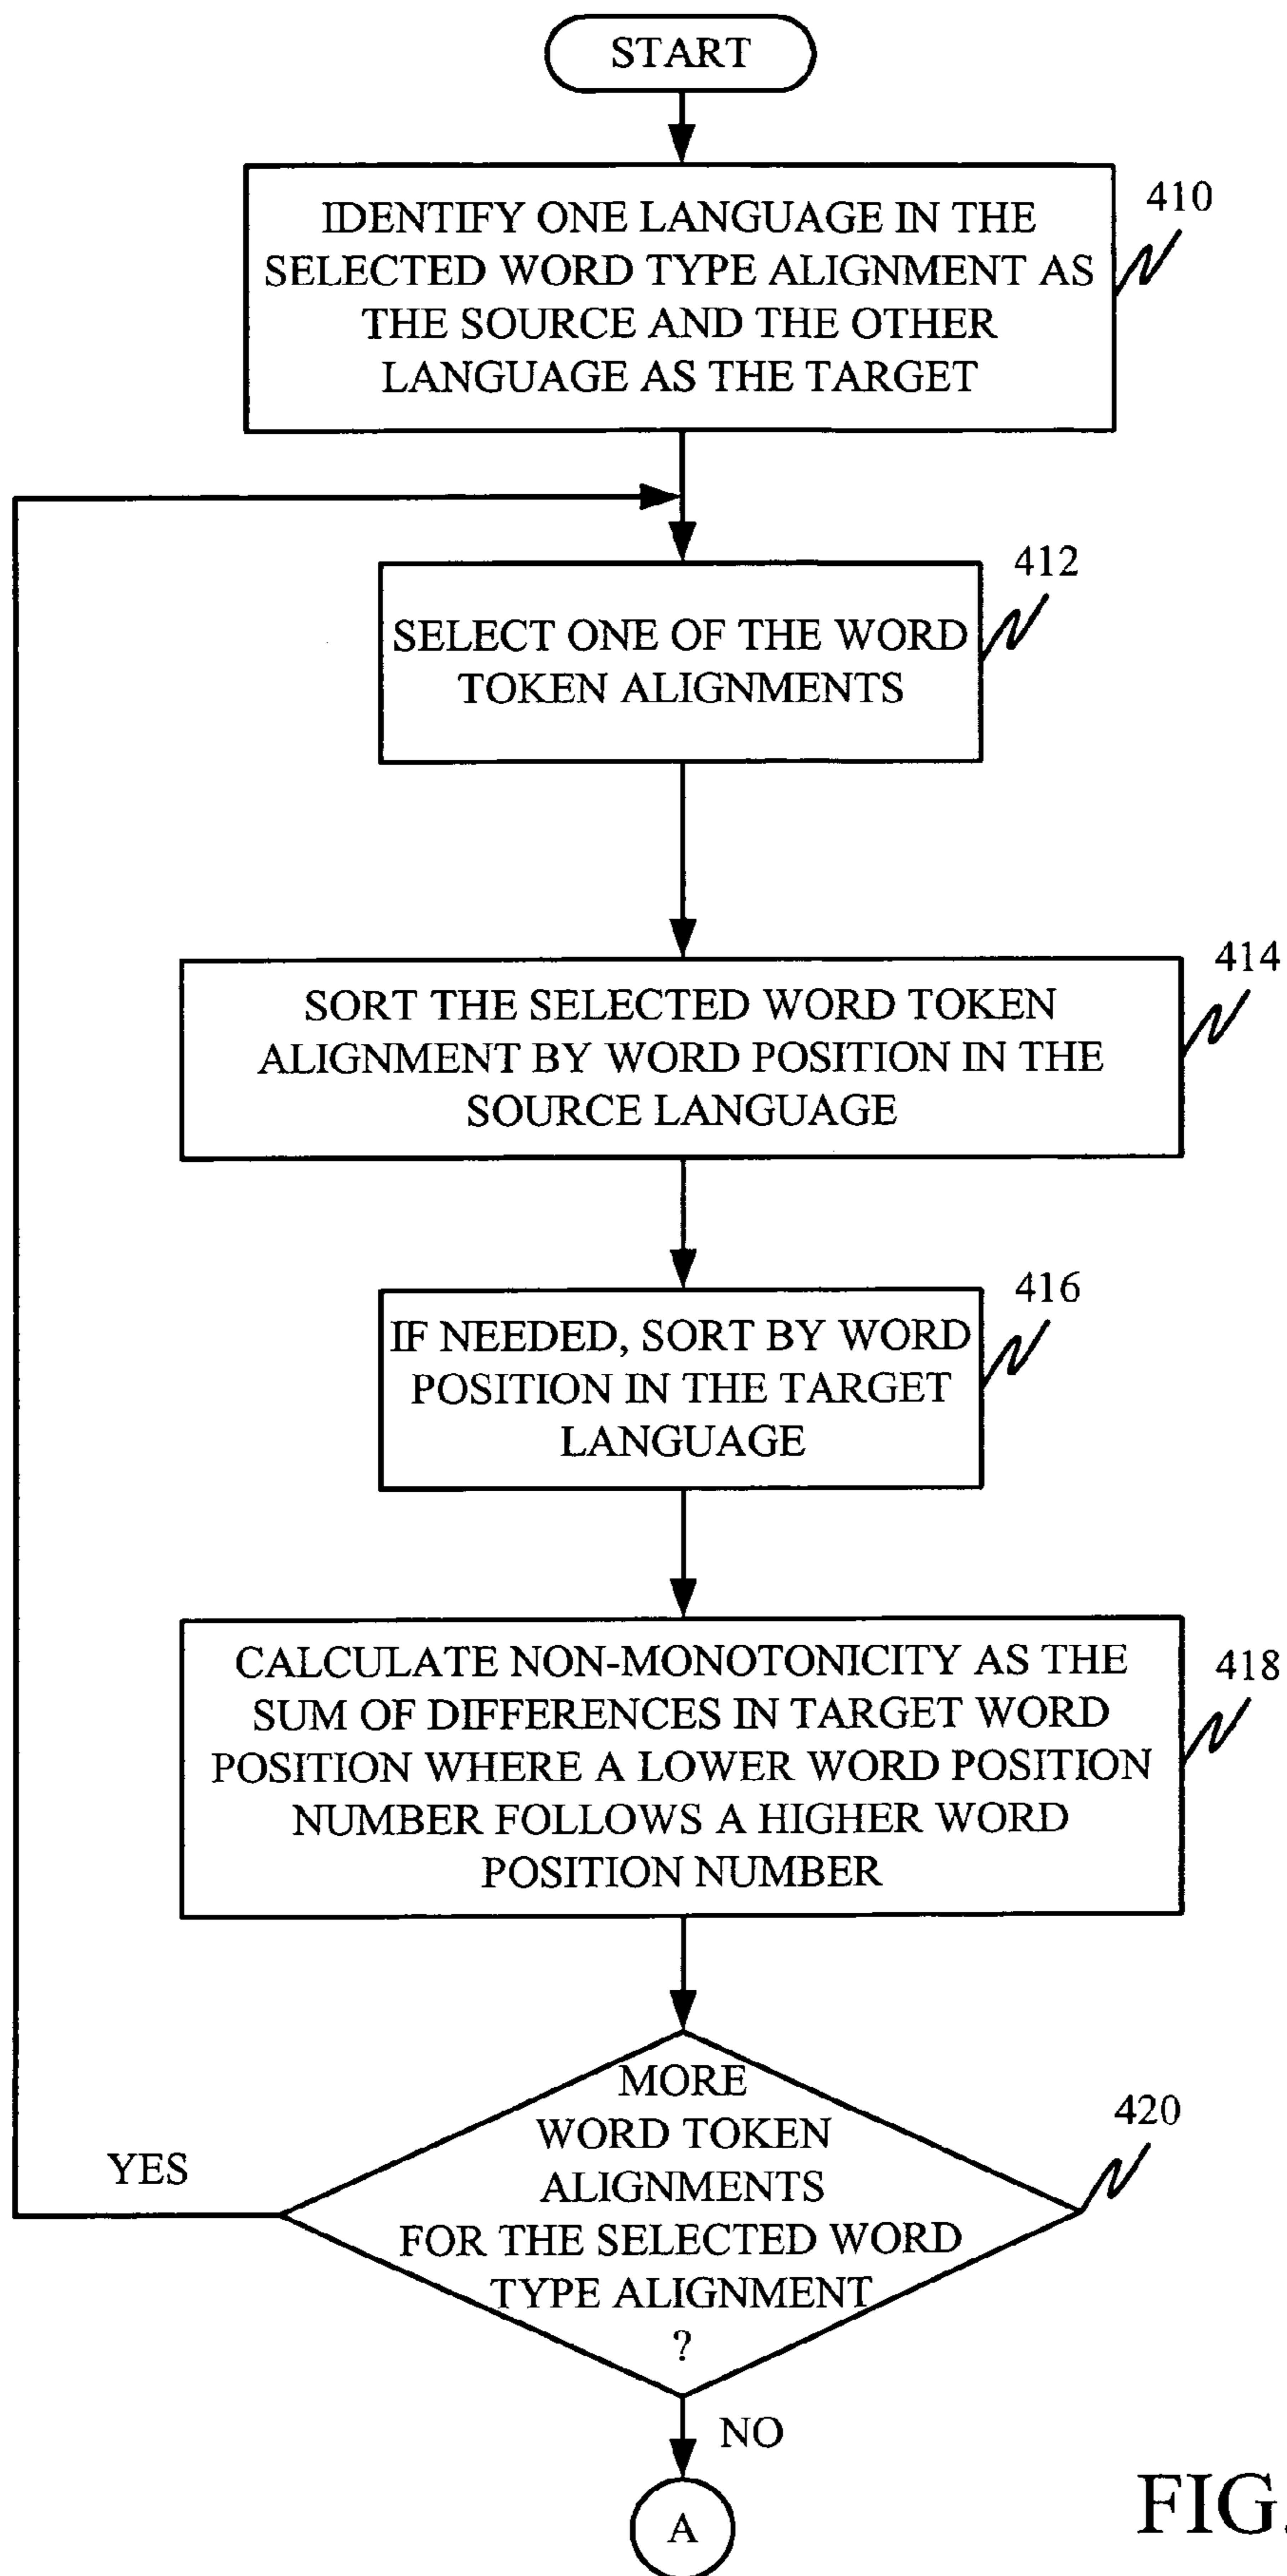 START
IDENTIFY ONE LANGUAGE IN THE
SELECTED WORD TYPE ALIGNMENT AS
THE SOURCE AND THE OTHER
LANGUAGE AS THE TARGET
410
SELECT ONE OF THE WORD
TOKEN ALIGNMENTS
412
SORT THE SELECTED WORD TOKEN
ALIGNMENT BY WORD POSITION IN THE
SOURCE LANGUAGE
414
IF NEEDED, SORT BY WORD
POSITION IN THE TARGET
LANGUAGE
416
CALCULATE NON-MONOTONICITY AS THE
SUM OF DIFFERENCES IN TARGET WORD
POSITION WHERE A LOWER WORD POSITION
NUMBER FOLLOWS A HIGHER WORD
POSITION NUMBER
418
MORE
WORD TOKEN
ALIGNMENTS
FOR THE SELECTED WORD
TYPE ALIGNMENT
?
420
YES
NO
A
FIG.